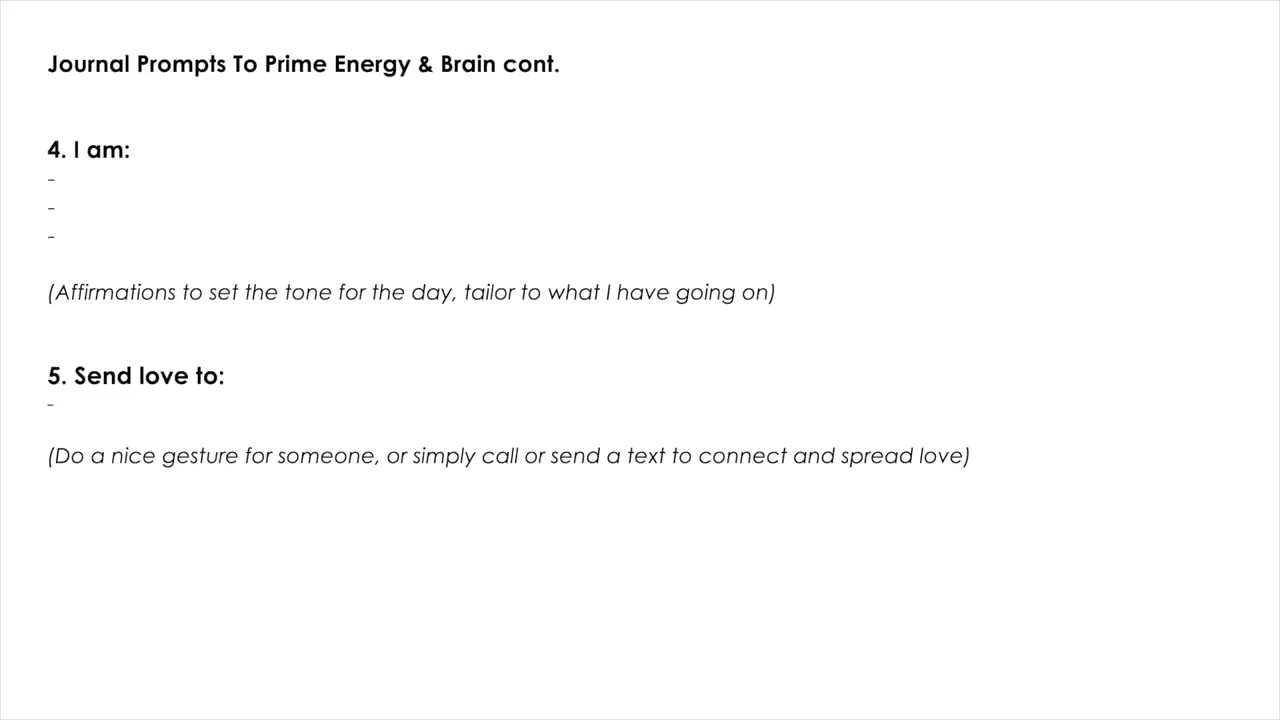 Journal Prompts To Prime Energy & Brain cont.
4. I am:
-
-
-
(Affirmations to set the tone for the day, tailor to what I have going on)
5. Send love to:
-
(Do a nice gesture for someone, or simply call or send a text to connect and spread love)